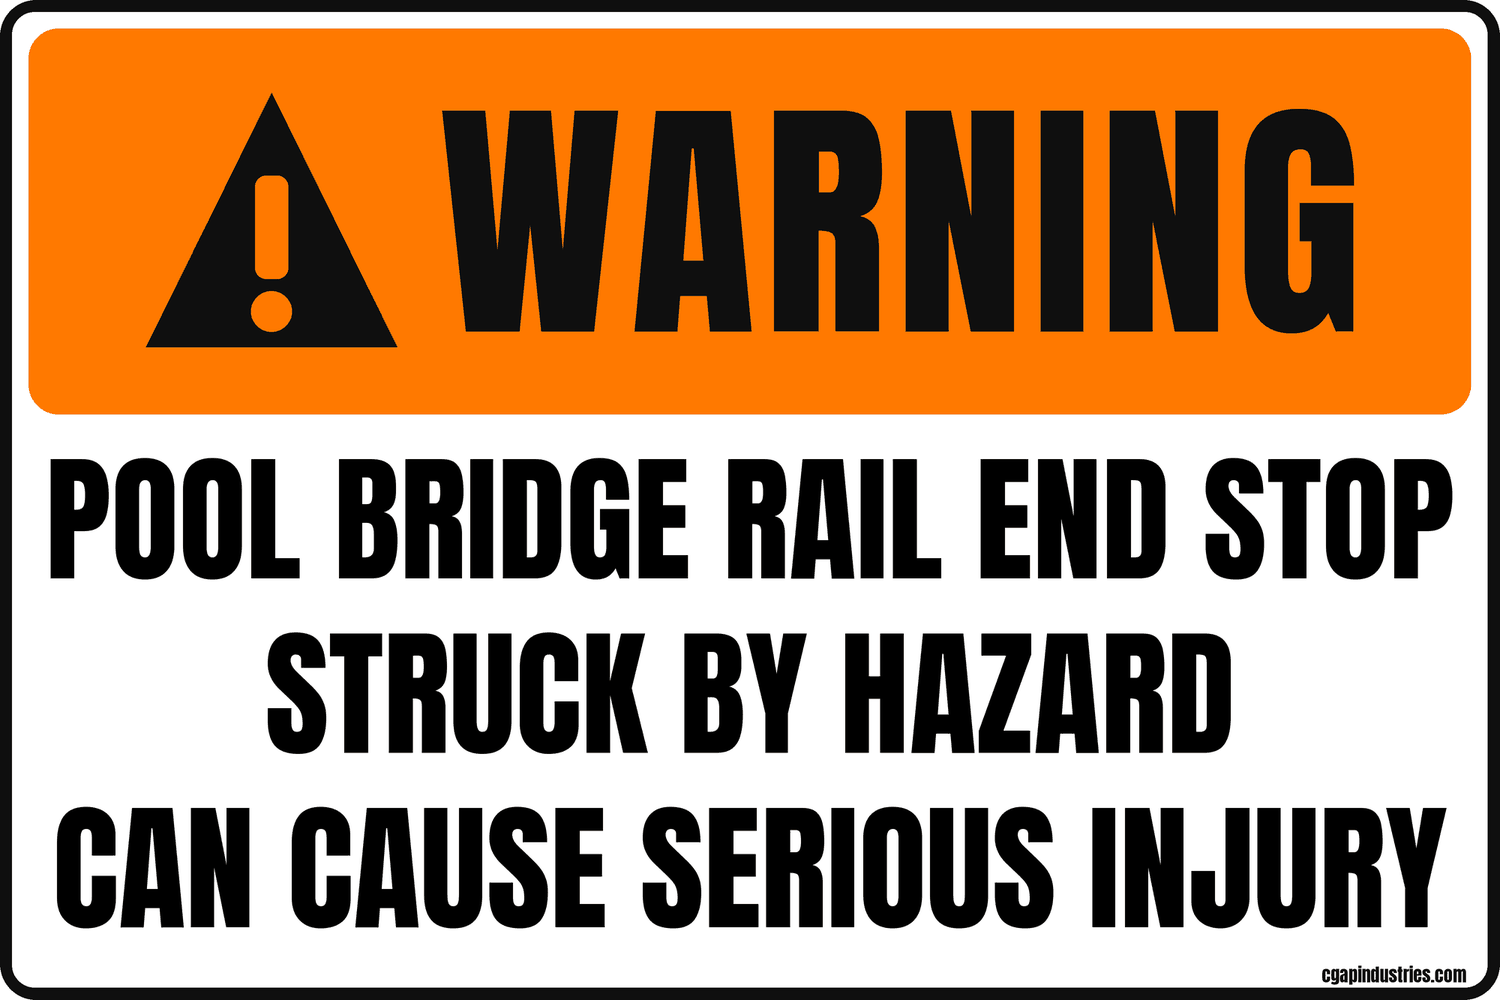 WARNING
POOL BRIDGE RAIL END STOP
STRUCK BY HAZARD
CAN CAUSE SERIOUS INJURY
cgapindustries.com